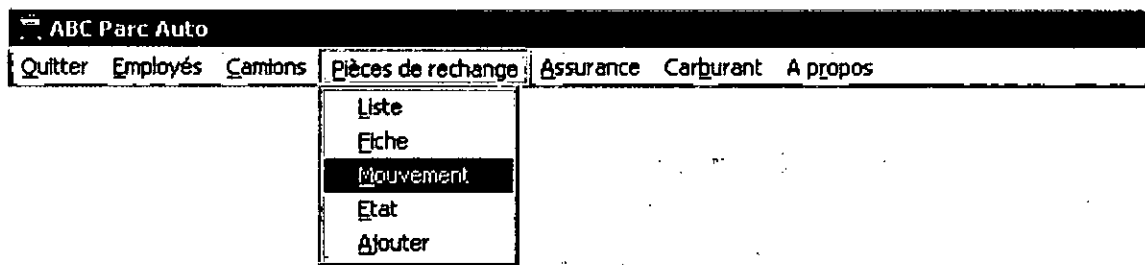 ABC Parc Auto
Quitter Employés Camions Pièces de rechange Assurance Carburant A propos
Liste
Fiche
Mouvement
Etat
Ajouter